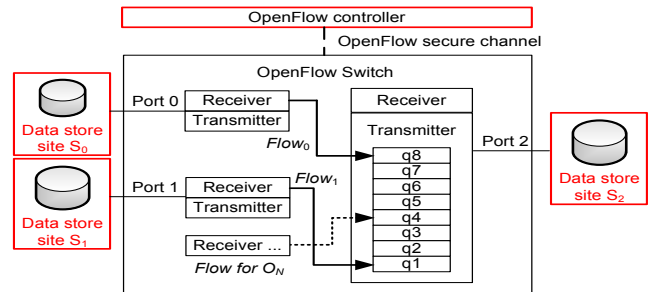 OpenFlow controller
OpenFlow secure channel
OpenFlow Switch
Data store
site S₀
Port 0
Receiver
Transmitter
Flow₀
Data store
site S₁
Port 1
Receiver
Transmitter
Flow₁
Receiver ...
Flow for O_N
Receiver
Transmitter
q8
q7
q6
q5
q4
q3
q2
q1
Port 2
Data store
site S₂